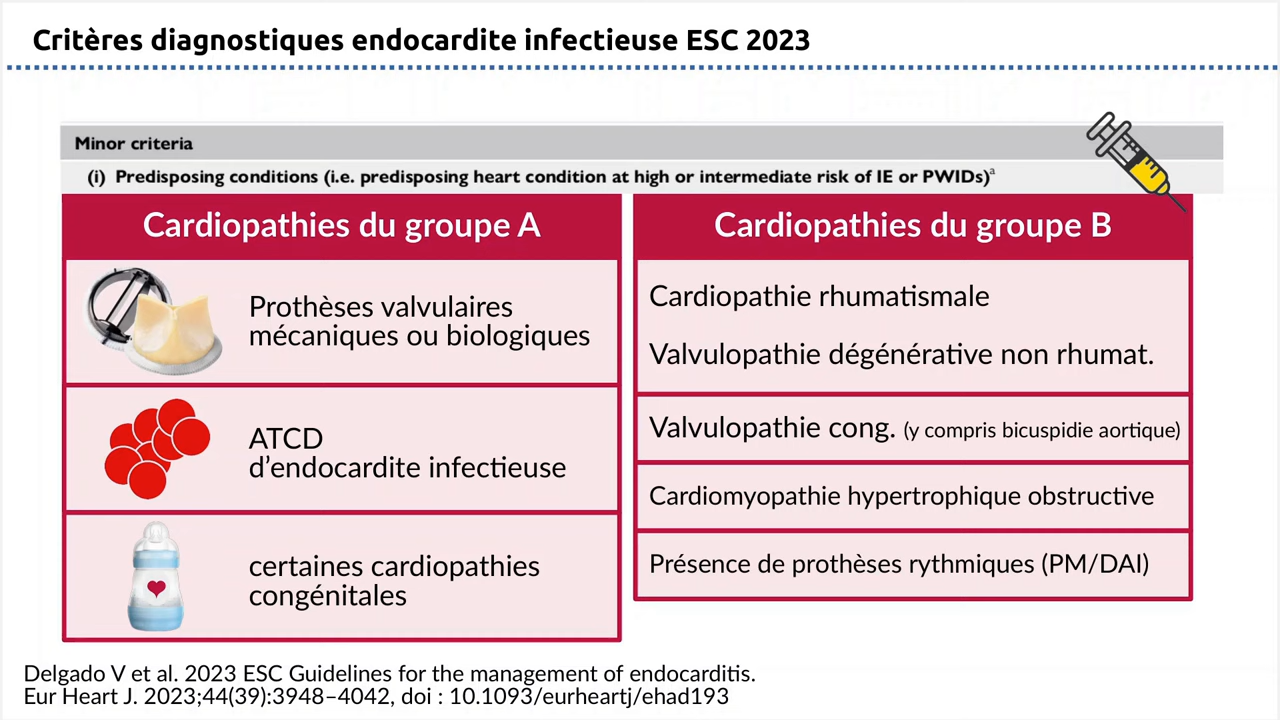 Critères diagnostiques endocardite infectieuse ESC 2023
Minor criteria
(i) Predisposing conditions (i.e. predisposing heart condition at high or intermediate risk of IE or PWIDs)a
Cardiopathies du groupe A
Prothèses valvulaires
mécaniques ou biologiques
ATCD
d’endocardite infectieuse
certaines cardiopathies
congénitales
Cardiopathies du groupe B
Cardiopathie rhumatismale
Valvulopathie dégénérative non rhumat.
Valvulopathie cong. (y compris bicuspidie aortique)
Cardiomyopathie hypertrophique obstructive
Présence de prothèses rythmiques (PM/DAI)
Delgado V et al. 2023 ESC Guidelines for the management of endocarditis.
Eur Heart J. 2023;44(39):3948–4042, doi : 10.1093/eurheartj/ehad193